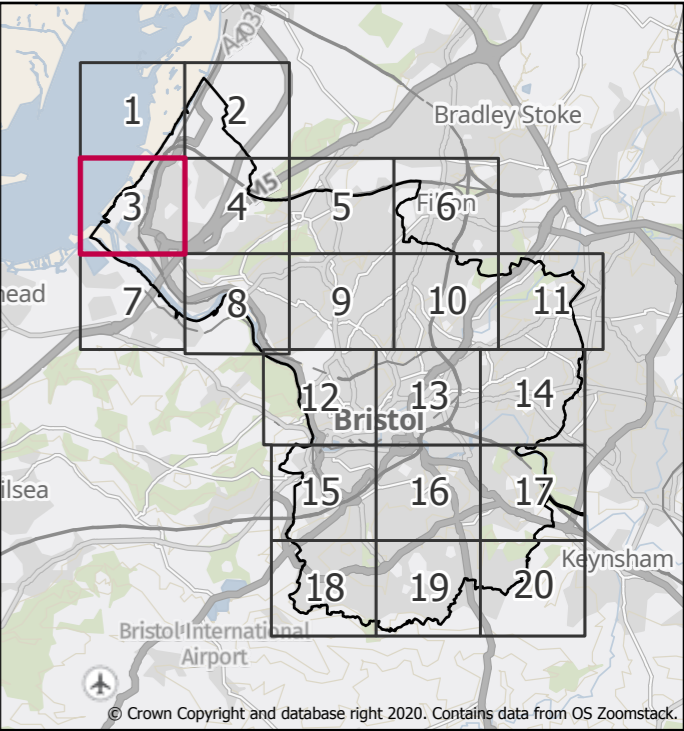 A403
1
2
Bradley Stoke
M5
3
4
5
Filton
6
head
7
8
9
10
11
12
13
14
Bristol
ilsea
15
16
17
Keynsham
18
19
20
Bristol International
Airport
© Crown Copyright and database right 2020. Contains data from OS Zoomstack.